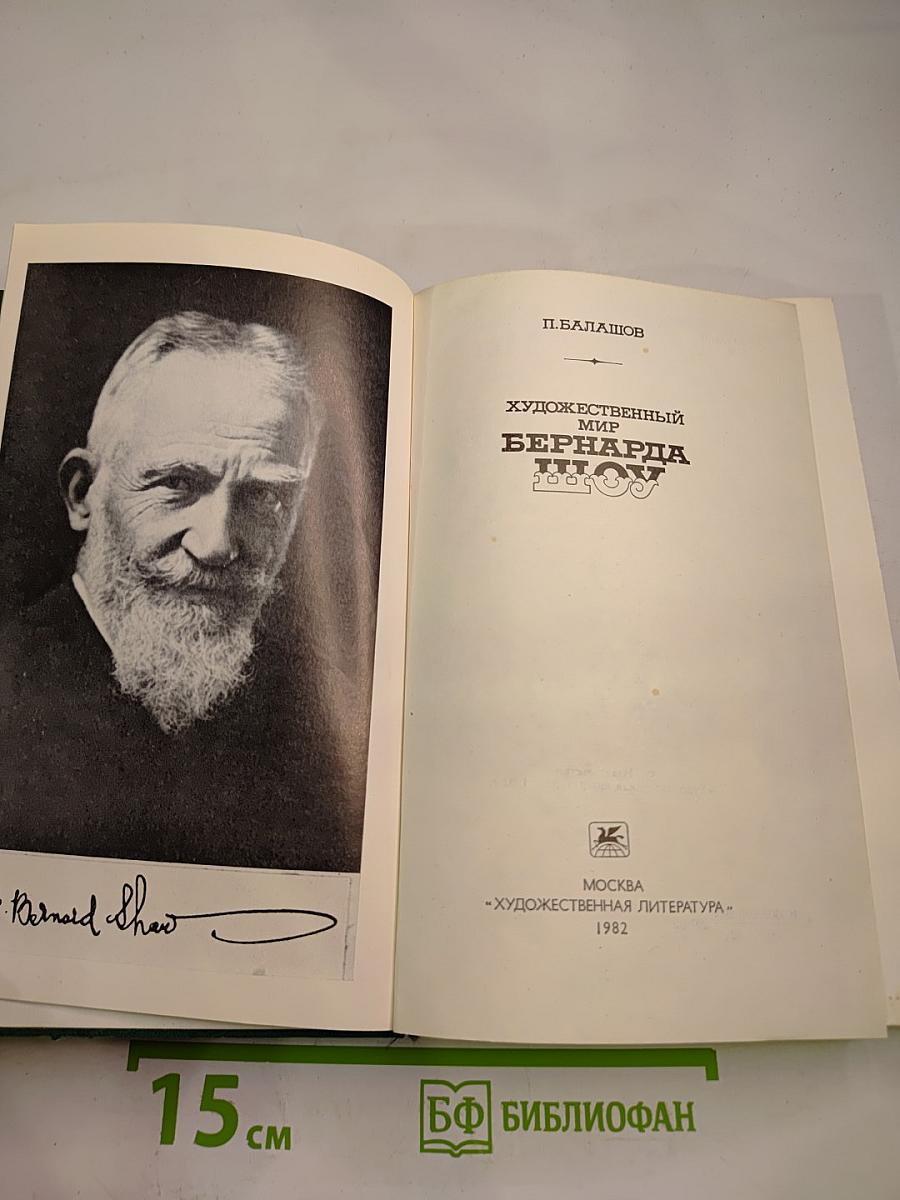 Bernard Shaw
П.БАЛАШОВ
ХУДОЖЕСТВЕННЫЙ
МИР
БЕРНАРДА
ШОУ
МОСКВА
"ХУДОЖЕСТВЕННАЯ ЛИТЕРАТУРА"
1982
15 см
БФ БИБЛИОФАН